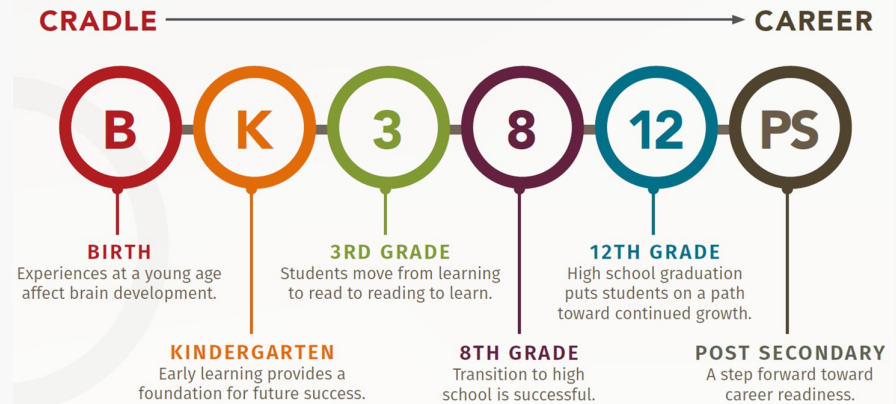 CRADLE CAREER
B K 3 8 12 PS
BIRTH
Experiences at a young age
affect brain development.
3RD GRADE
Students move from learning
to read to reading to learn.
12TH GRADE
High school graduation
puts students on a path
toward continued growth.
KINDERGARTEN
Early learning provides a
foundation for future success.
8TH GRADE
Transition to high
school is successful.
POST SECONDARY
A step forward toward
career readiness.